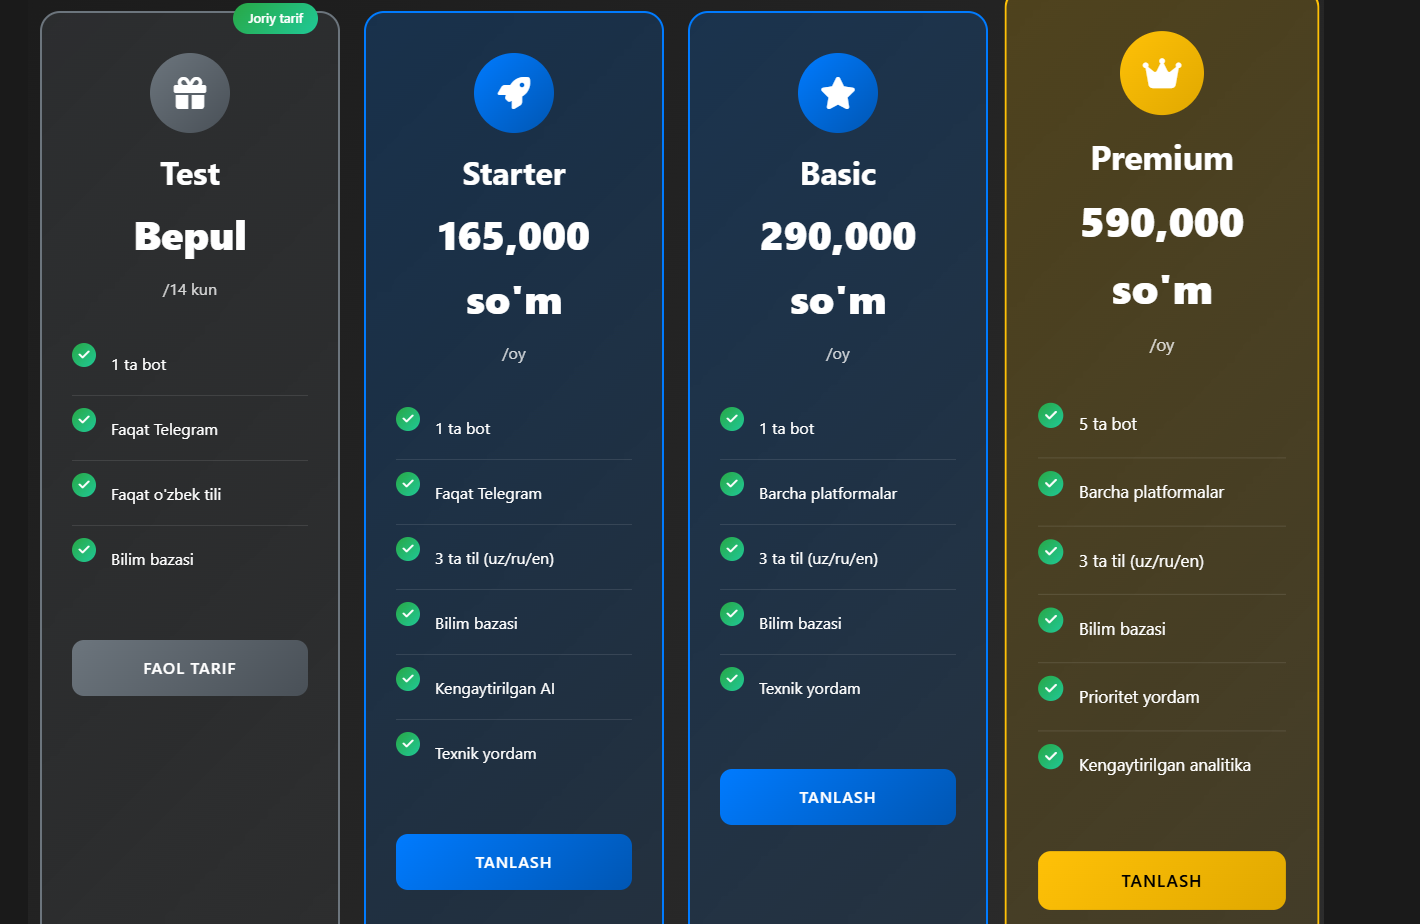 Joriy tarif
Test
Bepul
/14 kun
1 ta bot
Faqat Telegram
Faqat o'zbek tili
Bilim bazasi
FAOL TARIF
Starter
165,000
so'm
/oy
1 ta bot
Faqat Telegram
3 ta til (uz/ru/en)
Bilim bazasi
Kengaytirilgan AI
Texnik yordam
TANLASH
Basic
290,000
so'm
/oy
1 ta bot
Barcha platformalar
3 ta til (uz/ru/en)
Bilim bazasi
Texnik yordam
TANLASH
Premium
590,000
so'm
/oy
5 ta bot
Barcha platformalar
3 ta til (uz/ru/en)
Bilim bazasi
Prioritet yordam
Kengaytirilgan analitika
TANLASH